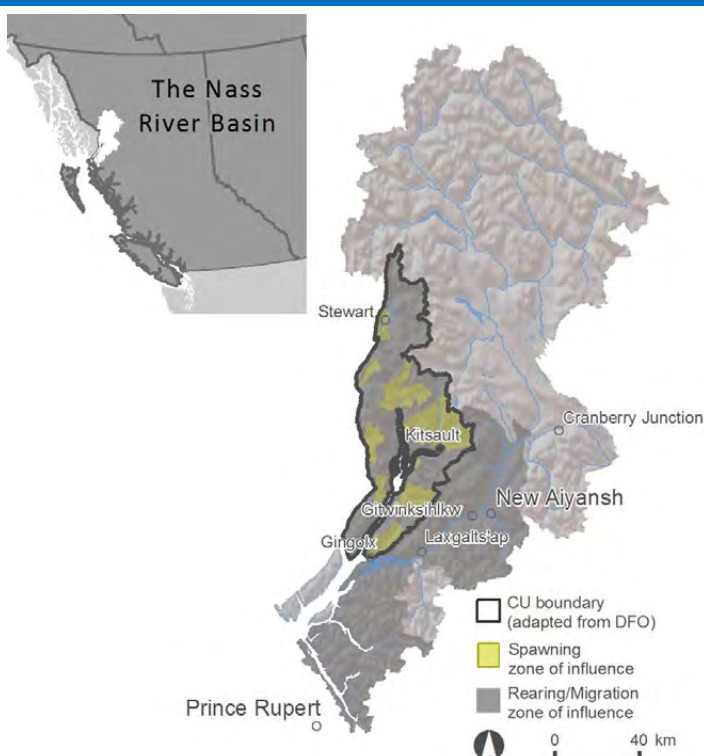 The Nass
River Basin
Stewart
Cranberry Junction
Kitsault
New Aiyansh
Gitwinksihlkw
Gingolx
Laxgalts'ap
CU boundary
(adapted from DFO)
Spawning
zone of influence
Rearing/Migration
zone of influence
Prince Rupert
0 40 km